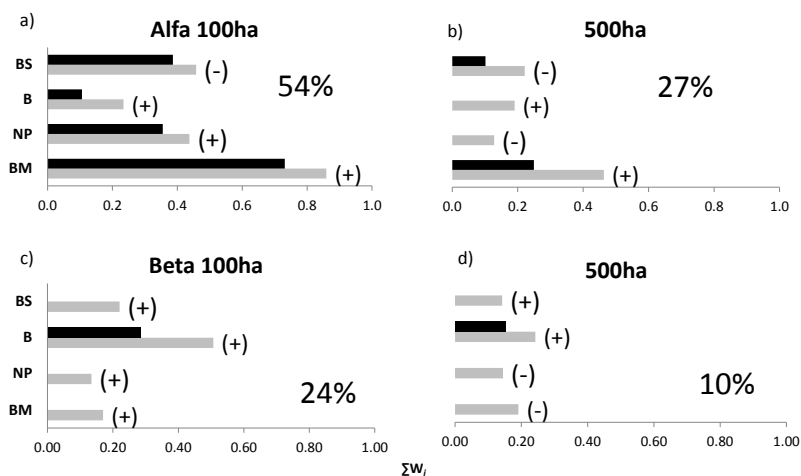 a)
Alfa 100ha
BS
(-)
B
(+)
54%
NP
(+)
BM
(+)
0.0 0.2 0.4 0.6 0.8 1.0
b)
500ha
(-)
(+)
27%
(-)
(+)
0.0 0.2 0.4 0.6 0.8 1.0
c)
Beta 100ha
BS
(+)
B
(+)
NP
(+)
24%
BM
(+)
0.00 0.20 0.40 0.60 0.80 1.00
d)
500ha
(+)
(+)
(-)
10%
(-)
0.00 0.20 0.40 0.60 0.80 1.00
∑Wi